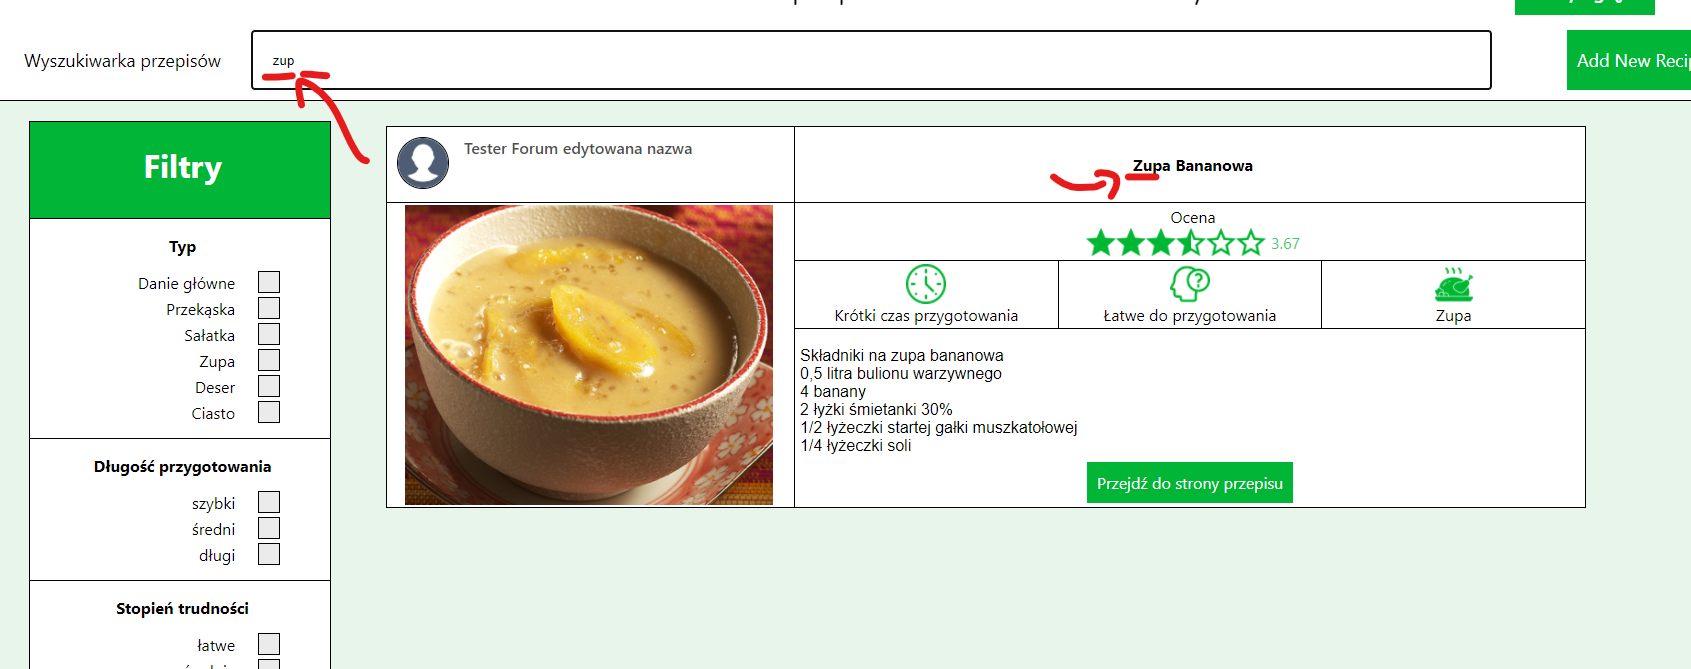 Wyszukiwarka przepisów
zup
Add New Reci
Filtry
Typ
Danie główne
Przekąska
Sałatka
Zupa
Deser
Ciasto
Długość przygotowania
szybki
średni
długi
Stopień trudności
łatwe
Tester Forum edytowana nazwa
Zupa Bananowa
Ocena
3.67
Krótki czas przygotowania
Łatwe do przygotowania
Zupa
Składniki na zupa bananowa
0,5 litra bulionu warzywnego
4 banany
2 łyżki śmietanki 30%
1/2 łyżeczki startej gałki muszkatołowej
1/4 łyżeczki soli
Przejdź do strony przepisu